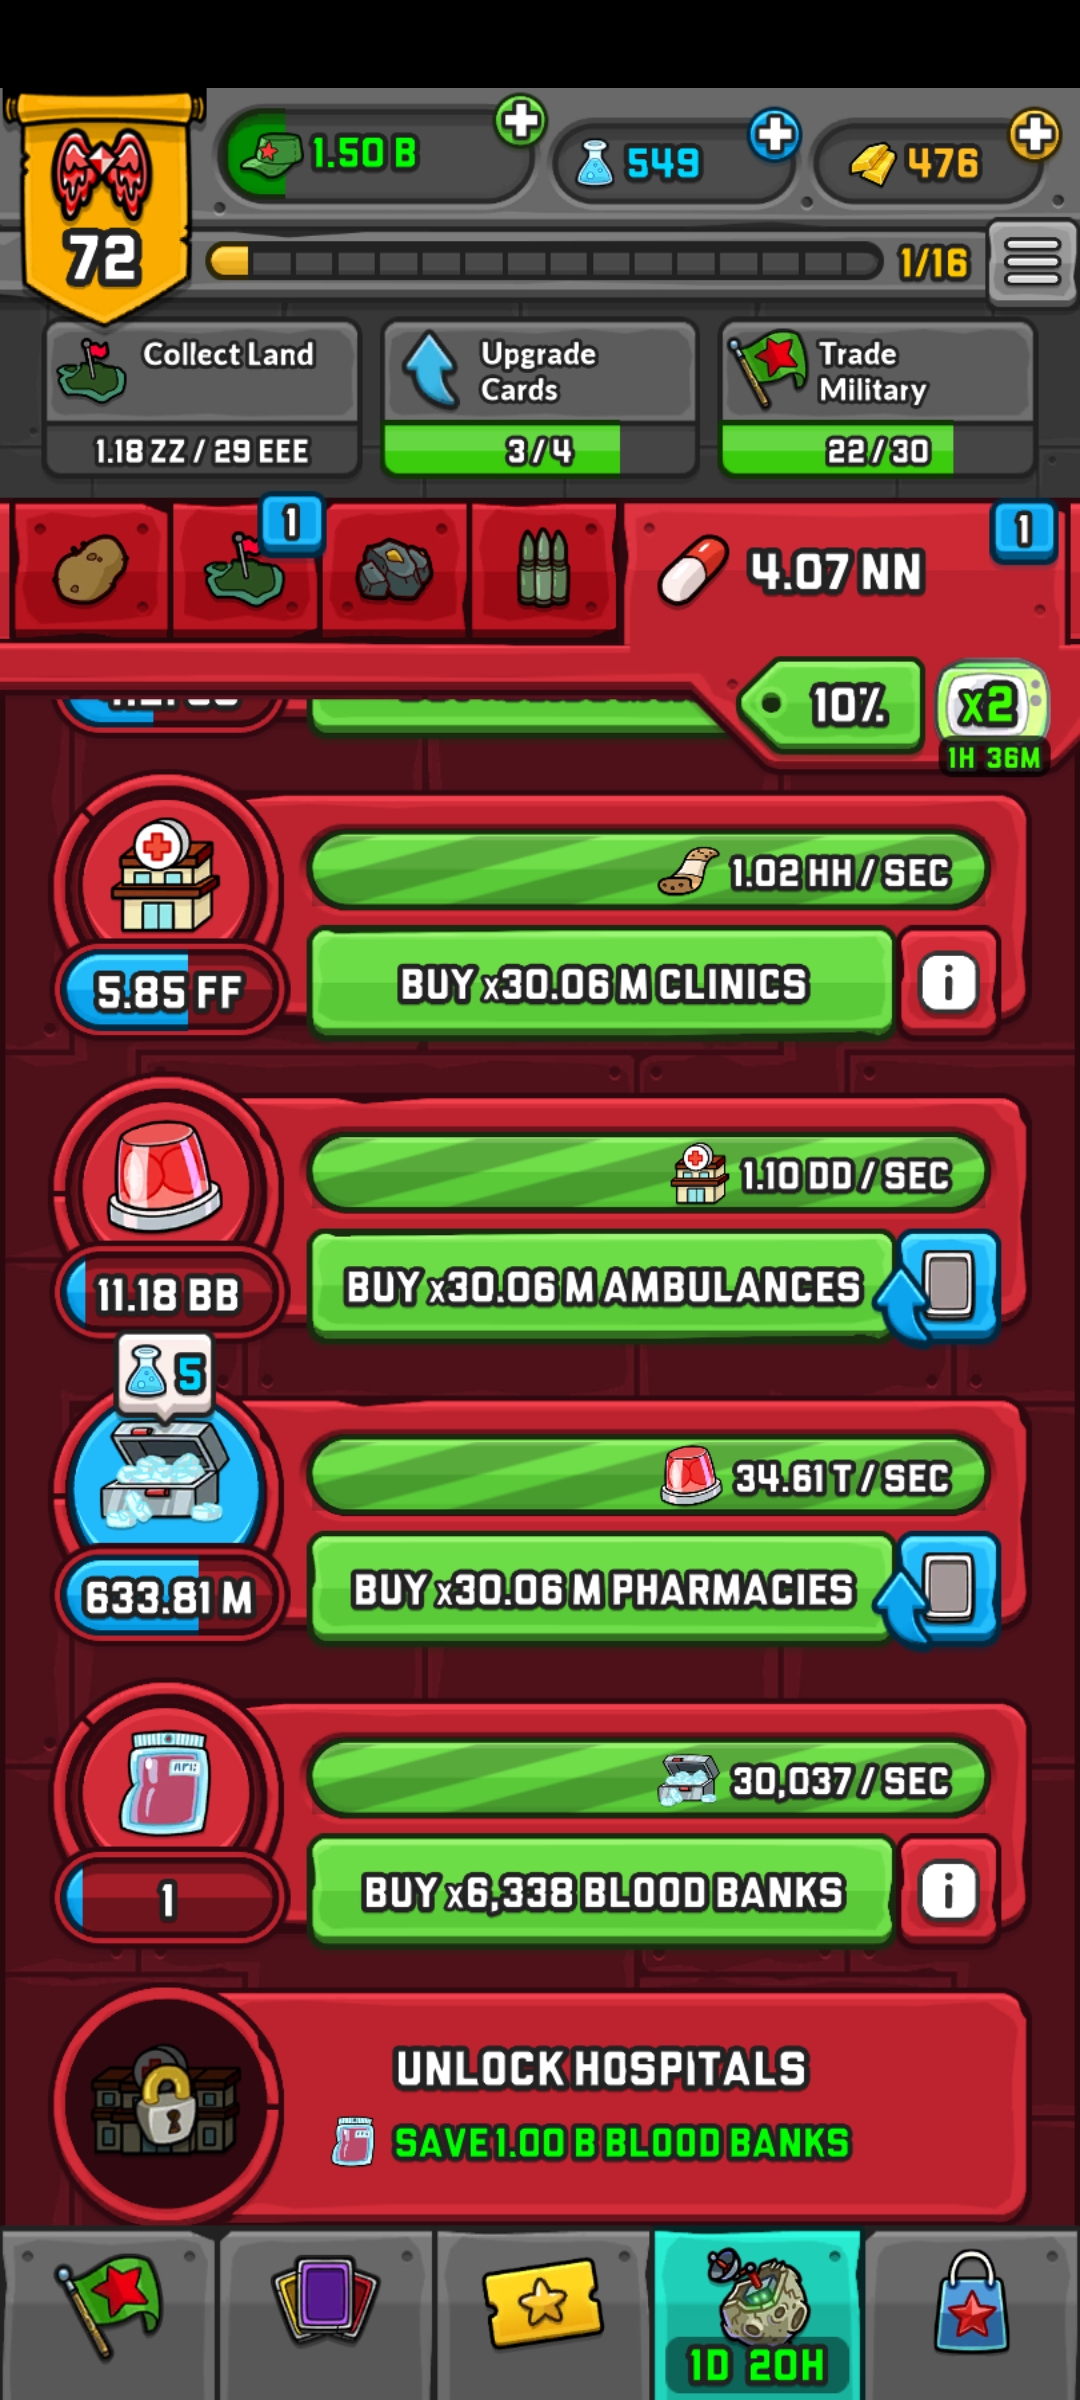 72
1.50 B
549
476
1/16
Collect Land
1.18 ZZ / 29 EEE
Upgrade
Cards
3/4
Trade
Military
22/30
1
4.07 NN
1
10%
x2
1H 36M
1.02 HH / SEC
5.85 FF
BUY x30.06 M CLINICS
i
1.10 DD / SEC
11.18 BB
BUY x30.06 M AMBULANCES
5
34.61 T / SEC
633.81 M
BUY x30.06 M PHARMACIES
30,037 / SEC
1
BUY x6,338 BLOOD BANKS
i
UNLOCK HOSPITALS
SAVE 1.00 B BLOOD BANKS
1D 20H